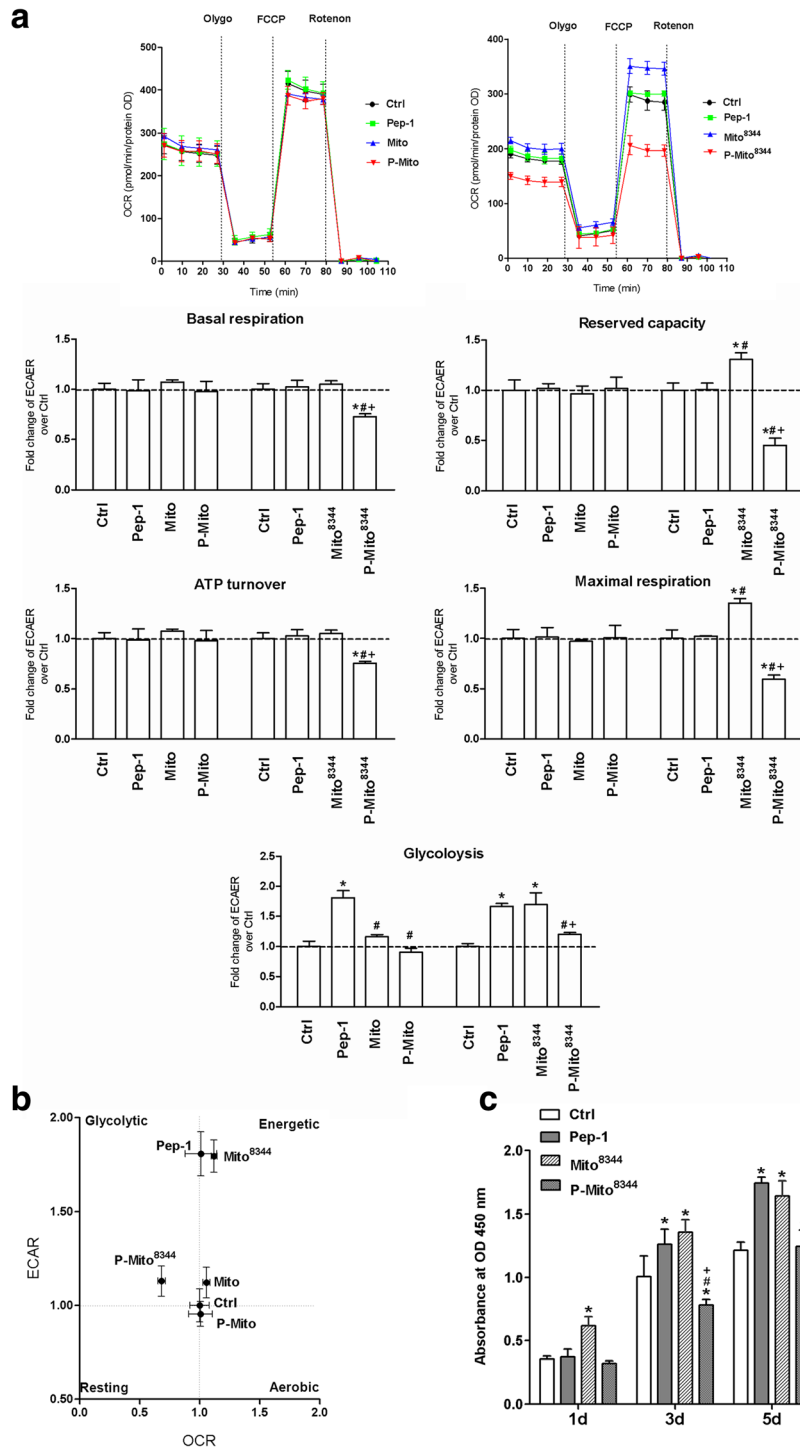 a
Olygo FCCP Rotenon
500
400
300
200
100
0
OCR (pmol/min/protein OD)
0 10 20 30 40 50 60 70 80 90 100 110
Time (min)
Ctrl
Pep-1
Mito
P-Mito
Olygo FCCP Rotenon
400
300
200
100
0
OCR (pmol/min/protein OD)
0 10 20 30 40 50 60 70 80 90 100 110
Time (min)
Ctrl
Pep-1
Mito8344
P-Mito8344
Basal respiration
1.5
1.0
0.5
0.0
Fold change of ECAER
over Ctrl
*#+
Ctrl Pep-1 Mito P-Mito Ctrl Pep-1 Mito8344 P-Mito8344
Reserved capacity
1.5
1.0
0.5
0.0
Fold change of ECAER
over Ctrl
*#
*#+
Ctrl Pep-1 Mito P-Mito Ctrl Pep-1 Mito8344 P-Mito8344
ATP turnover
1.5
1.0
0.5
0.0
Fold change of ECAER
over Ctrl
*#+
Ctrl Pep-1 Mito P-Mito Ctrl Pep-1 Mito8344 P-Mito8344
Maximal respiration
1.5
1.0
0.5
0.0
Fold change of ECAER
over Ctrl
*#
*#+
Ctrl Pep-1 Mito P-Mito Ctrl Pep-1 Mito8344 P-Mito8344
Glycoloysis
2.5
2.0
1.5
1.0
0.0
Fold change of ECAER
over Ctrl
* # # * * #+
Ctrl Pep-1 Mito P-Mito Ctrl Pep-1 Mito8344 P-Mito8344
b
2.00
1.50
1.00
0.50
ECAR
Glycolytic Energetic
Pep-1 Mito8344
P-Mito8344
Mito
Ctrl
P-Mito
Resting Aerobic
0.0 0.5 1.0 1.5 2.0
OCR
c
Ctrl
Pep-1
Mito8344
P-Mito8344
2.0
1.5
1.0
0.5
0.0
Absorbance at OD 450 nm
*
* *
+
#
*
* *
1d 3d 5d